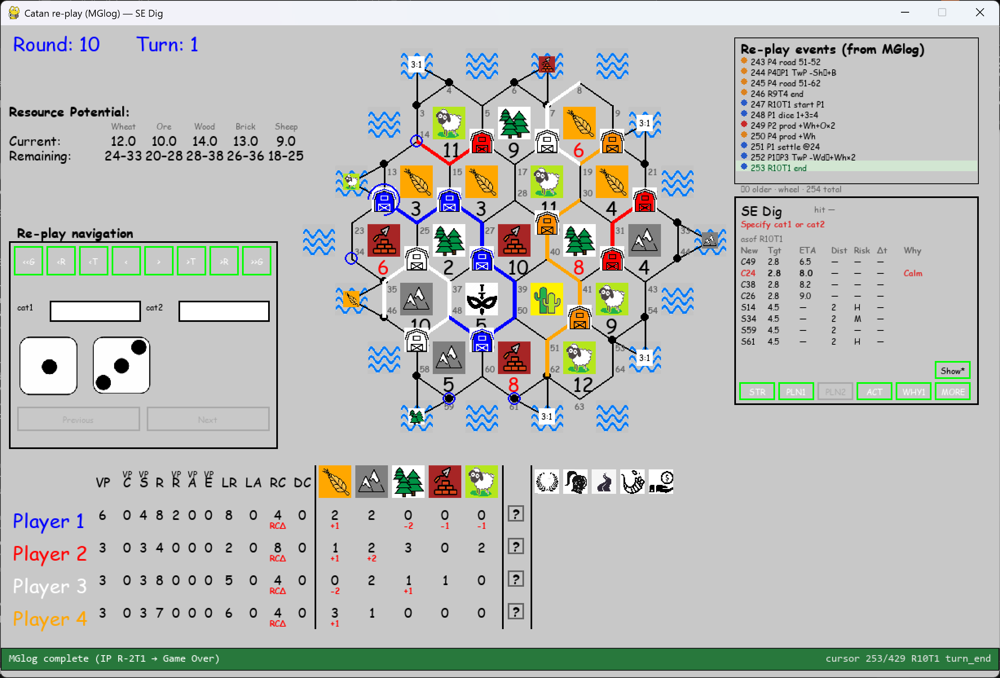 Catan re-play (MGlog) — SE Dig
Round: 10 Turn: 1
Resource Potential:
Wheat Ore Wood Brick Sheep
Current: 12.0 10.0 14.0 13.0 9.0
Remaining: 24-33 20-28 28-38 26-36 18-25
Re-play navigation
<<G <R <T < > >T >R >>G
cat1 cat2
Previous Next
3:1
4 6 8
3 5 7 9
3:1
14
11 9 6
13 15 17 19 21
28 30
3 3 11 4
23 25 27 31 33
34 40 44
6 2 10 8 4
35 37 39 41 43
46 48 50 54
10 5 9
51 53
3:1
58 60 62 64
5 8 12
59 61 63
3:1
Re-play events (from MGlog)
243 P4 road 51-52
244 P4▯P1 TwP -Sh▯+B
245 P4 road 51-62
246 R9T4 end
247 R10T1 start P1
248 P1 dice 1+3=4
249 P2 prod +Wh+O×2
250 P4 prod +Wh
251 P1 settle @24
252 P1▯P3 TwP -Wd▯+Wh×2
253 R10T1 end
▯0 older · wheel · 254 total
SE Dig hit —
Specify cat1 or cat2
asof R10T1
New Tgt ETA Dist Risk Δt Why
C49 2.8 6.5 — — —
C24 2.8 8.0 — — — Calm
C38 2.8 8.2 — — —
C26 2.8 9.0 — — —
S14 4.5 — 2 H —
S34 4.5 — 2 M —
S59 4.5 — 2 — —
S61 4.5 — 2 H —
Show*
STR PLN1 PLN2 ACT WHY1 MORE
VP VP C VP S R VP R VP A VP E LR LA RC DC
Player 1 6 0 4 8 2 0 0 8 0 4 0 2 2 0 0 0 ?
RCΔ +1 -2 -1 -1
Player 2 3 0 3 4 0 0 0 2 0 8 0 1 2 3 0 2 ?
RCΔ +1 +2
Player 3 3 0 3 8 0 0 0 5 0 4 0 0 2 1 1 0 ?
RCΔ -2 +1
Player 4 3 0 3 7 0 0 0 6 0 4 0 3 1 0 0 0 ?
RCΔ +1
MGlog complete (IP R-2T1 → Game Over)
cursor 253/429 R10T1 turn_end